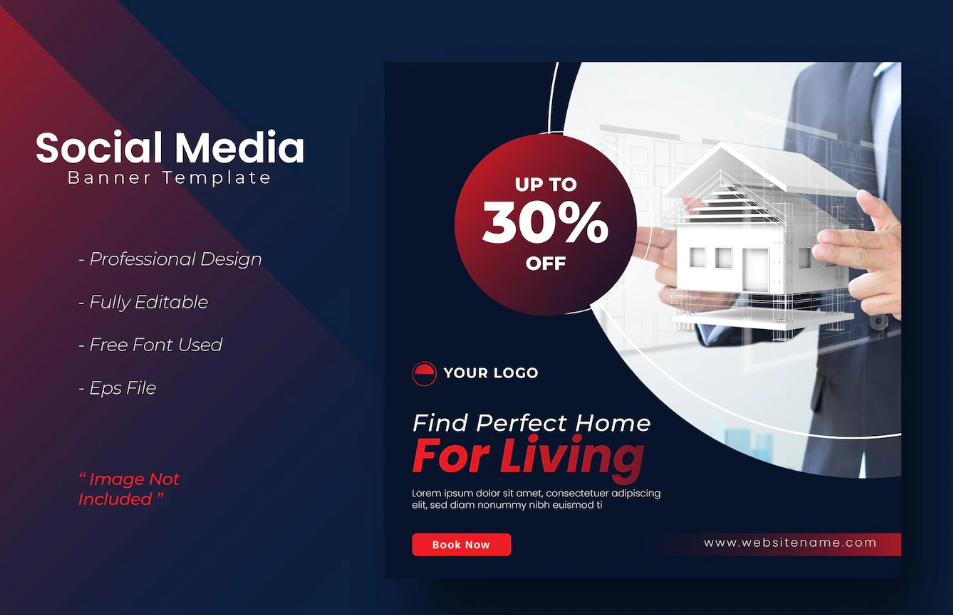 Social Media
Banner Template
- Professional Design
- Fully Editable
- Free Font Used
- Eps File
“ Image Not
Included ”
UP TO
30%
OFF
YOUR LOGO
Find Perfect Home
For Living
Lorem ipsum dolor sit amet, consectetuer adipiscing
elit, sed diam nonummy nibh euismod ti
Book Now
www.websitename.com